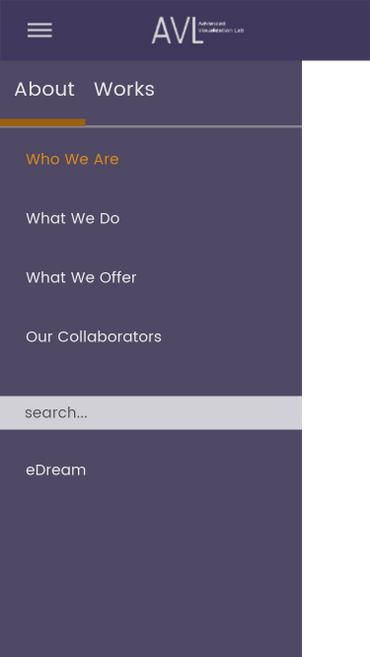 AVL Advanced
Visualization Lab
About Works
Who We Are
What We Do
What We Offer
Our Collaborators
search...
eDream